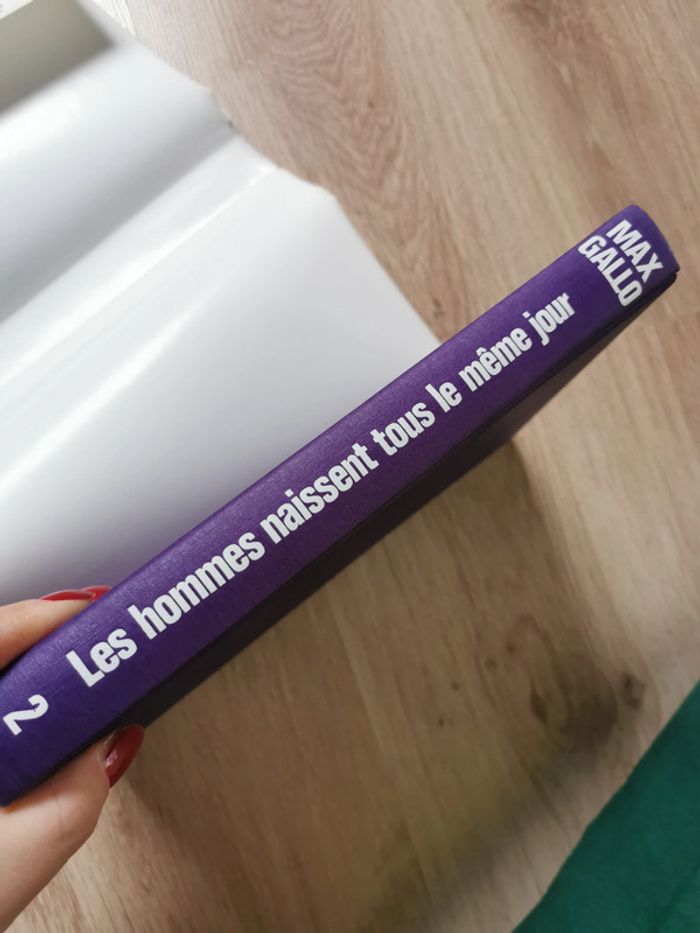 MAX
GALLO
Les hommes naissent tous le même jour
2